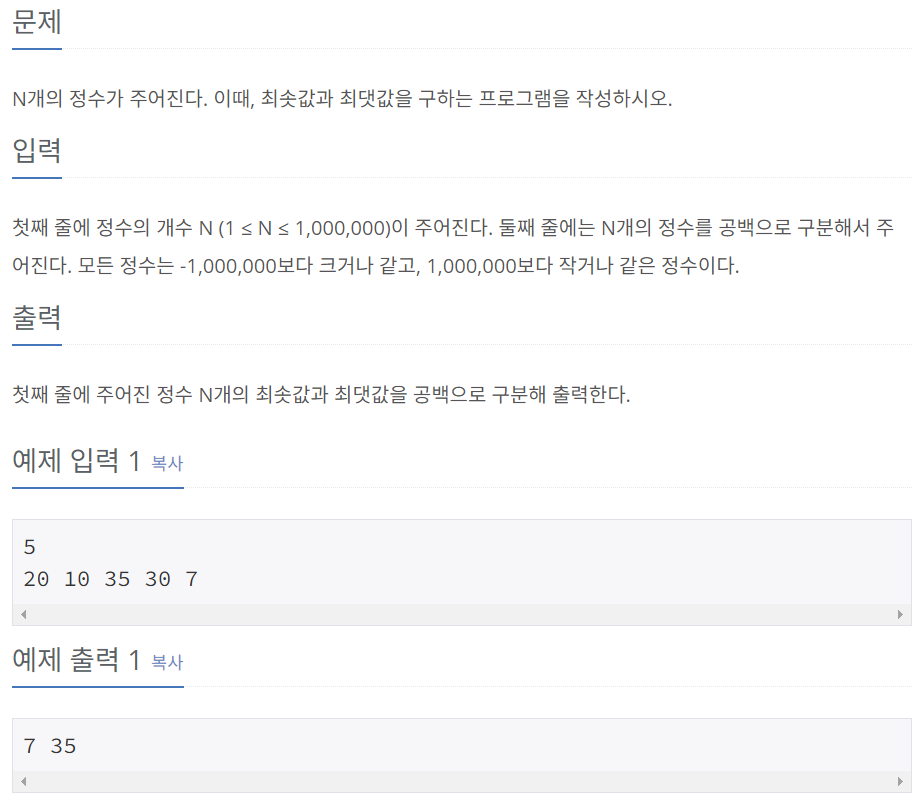 문제
N개의 정수가 주어진다. 이때, 최솟값과 최댓값을 구하는 프로그램을 작성하시오.
입력
첫째 줄에 정수의 개수 N (1 ≤ N ≤ 1,000,000)이 주어진다. 둘째 줄에는 N개의 정수를 공백으로 구분해서 주
어진다. 모든 정수는 -1,000,000보다 크거나 같고, 1,000,000보다 작거나 같은 정수이다.
출력
첫째 줄에 주어진 정수 N개의 최솟값과 최댓값을 공백으로 구분해 출력한다.
예제 입력 1 복사
5
20 10 35 30 7
예제 출력 1 복사
7 35